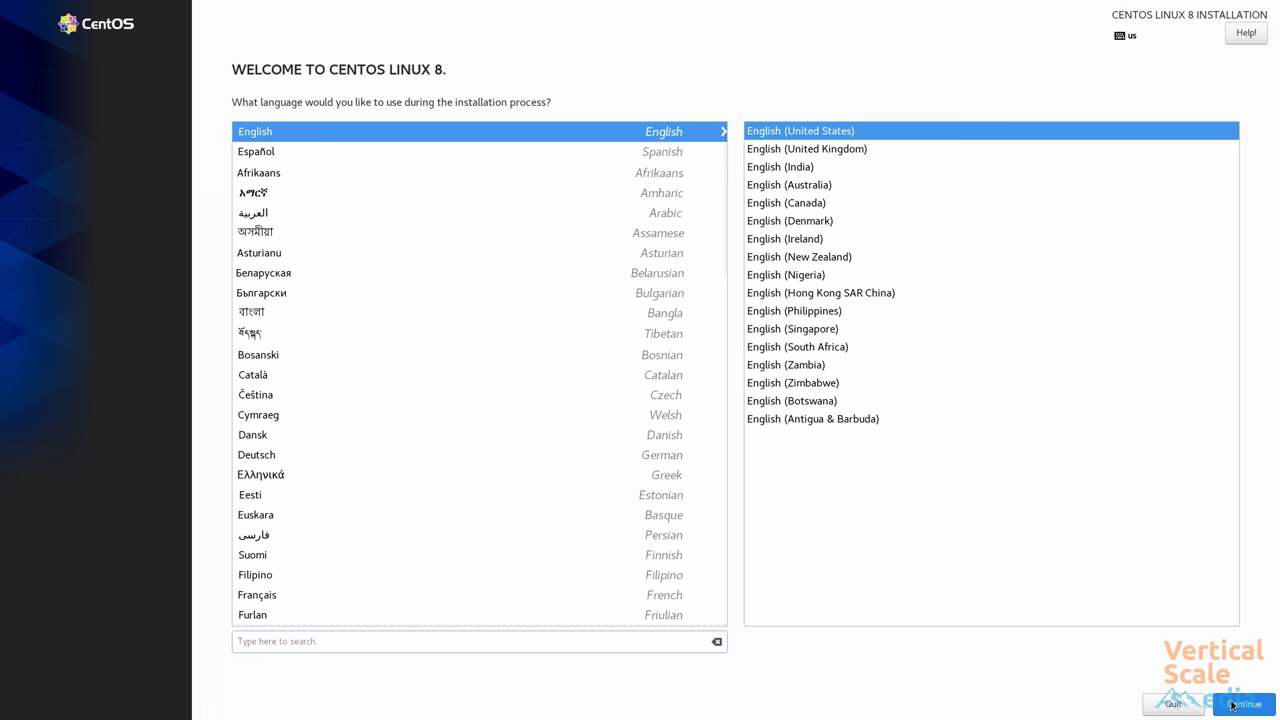 CentOS
CENTOS LINUX 8 INSTALLATION
us
Help!
WELCOME TO CENTOS LINUX 8.
What language would you like to use during the installation process?
English English
Español Spanish
Afrikaans Afrikaans
አማርኛ Amharic
العربية Arabic
অসমীয়া Assamese
Asturianu Asturian
Беларуская Belarusian
Български Bulgarian
বাংলা Bangla
བོད་སྐད་ Tibetan
Bosanski Bosnian
Català Catalan
Čeština Czech
Cymraeg Welsh
Dansk Danish
Deutsch German
Ελληνικά Greek
Eesti Estonian
Euskara Basque
فارسی Persian
Suomi Finnish
Filipino Filipino
Français French
Furlan Friulian
Type here to search.
English (United States)
English (United Kingdom)
English (India)
English (Australia)
English (Canada)
English (Denmark)
English (Ireland)
English (New Zealand)
English (Nigeria)
English (Hong Kong SAR China)
English (Philippines)
English (Singapore)
English (South Africa)
English (Zambia)
English (Zimbabwe)
English (Botswana)
English (Antigua & Barbuda)
Vertical
Scale
Quit
Continue